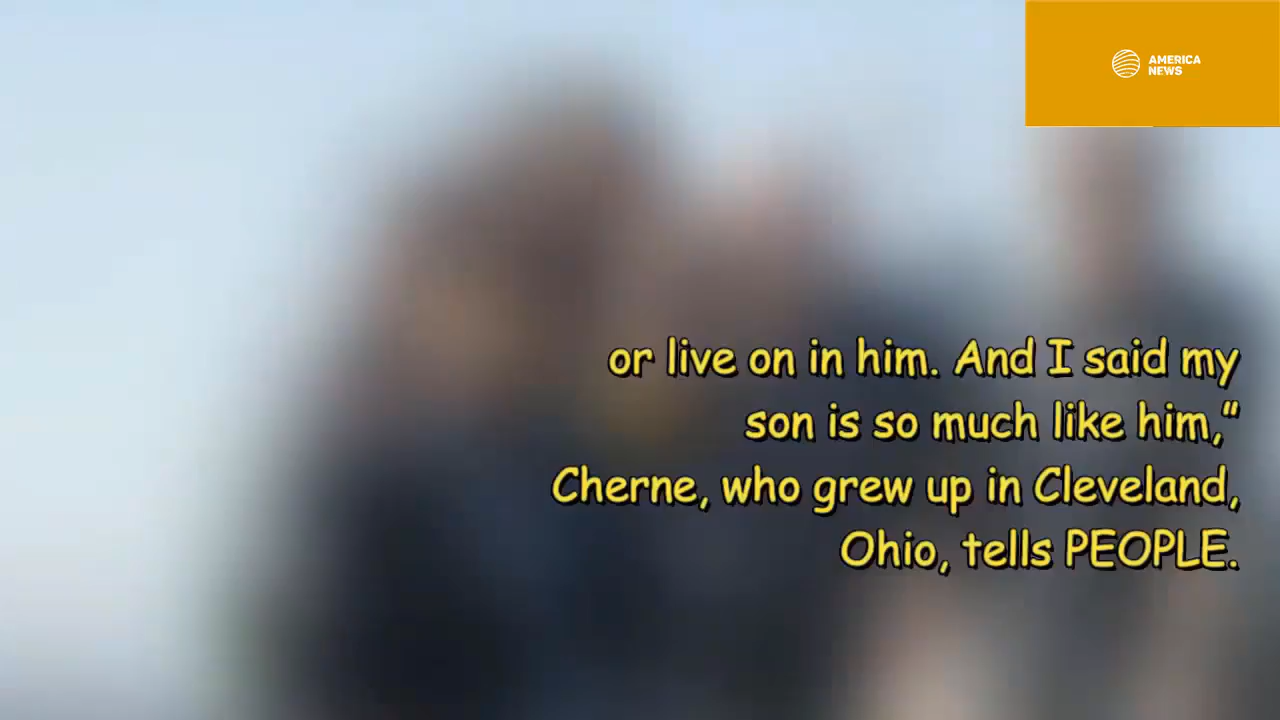 AMERICA
NEWS
or live on in him. And I said my
son is so much like him,”
Cherne, who grew up in Cleveland,
Ohio, tells PEOPLE.